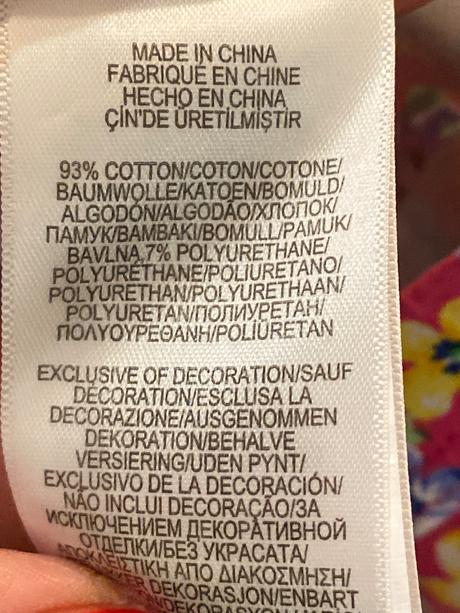 MADE IN CHINA
FABRIQUÉ EN CHINE
HECHO EN CHINA
ÇİN'DE ÜRETİLMİŞTİR
93% COTTON/COTON/COTONE/
BAUMWOLLE/KATOEN/BOMULD/
ALGODÓN/ALGODÃO/ХЛОПОК/
ПАМУК/BAMBAKI/BOMULL/PAMUK/
BAVLNA,7% POLYURETHANE/
POLYURÉTHANE/POLIURETANO/
POLYURETHAN/POLYURETHAAN/
POLYURETAN/ПОЛИУРЕТАН/
ΠΟΛΥΟΥΡΕΘΑΝΗ/POLIÜRETAN
EXCLUSIVE OF DECORATION/SAUF
DÉCORATION/ESCLUSA LA
DECORAZIONE/AUSGENOMMEN
DEKORATION/BEHALVE
VERSIERING/UDEN PYNT/
EXCLUSIVO DE LA DECORACIÓN/
NÃO INCLUI DECORAÇÃO/ЗА
ИСКЛЮЧЕНИЕМ ДЕКОРАТИВНОЙ
ОТДЕЛКИ/БЕЗ УКРАСАТА/
ΑΠΟΚΛΕΙΣΤΙΚΗ ΑΠΟ ΔΙΑΚΟΣΜΗΣΗ/
DEKORASJON/ENBART